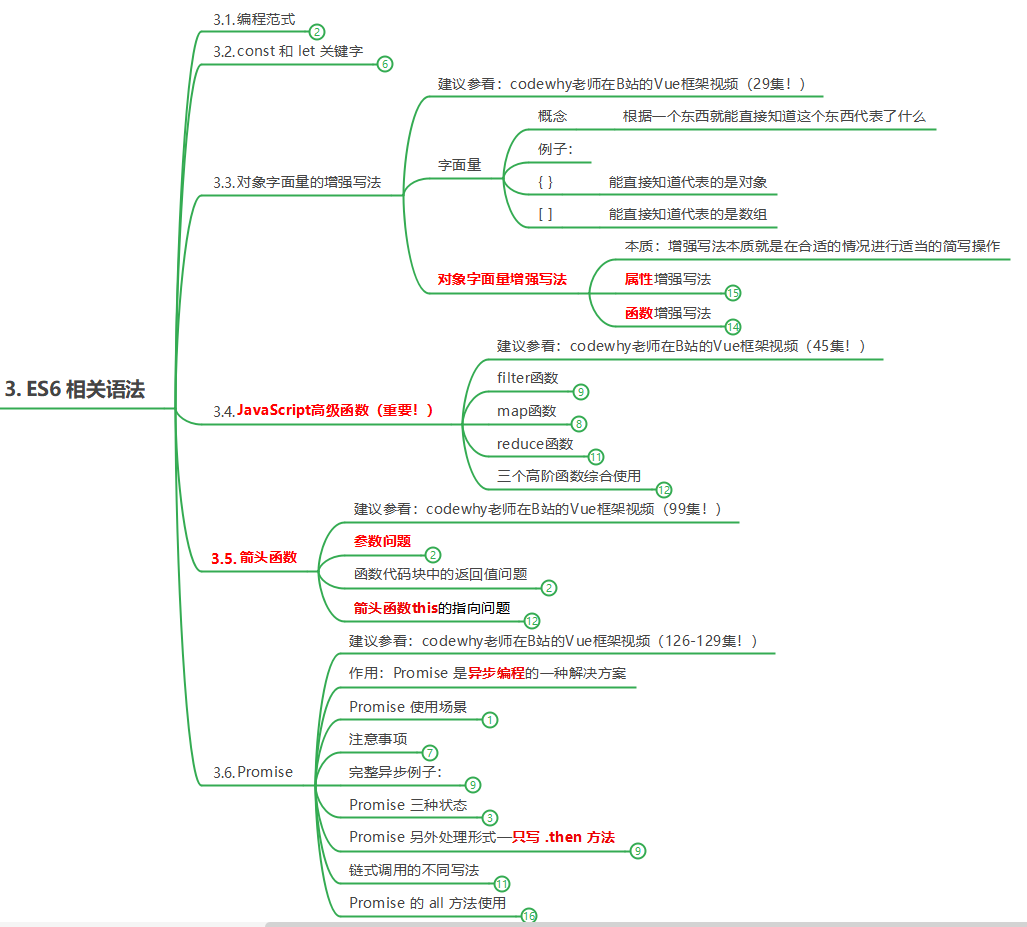 3. ES6 相关语法
3.1.编程范式
2
3.2.const 和 let 关键字
6
3.3.对象字面量的增强写法
建议参看：codewhy老师在B站的Vue框架视频（29集！）
字面量
概念 根据一个东西就能直接知道这个东西代表了什么
例子：
{ } 能直接知道代表的是对象
[ ] 能直接知道代表的是数组
对象字面量增强写法
本质：增强写法本质就是在合适的情况进行适当的简写操作
属性增强写法
15
函数增强写法
14
3.4.JavaScript高级函数（重要！）
建议参看：codewhy老师在B站的Vue框架视频（45集！）
filter函数
9
map函数
8
reduce函数
11
三个高阶函数综合使用
12
3.5.箭头函数
建议参看：codewhy老师在B站的Vue框架视频（99集！）
参数问题
2
函数代码块中的返回值问题
2
箭头函数this的指向问题
12
3.6.Promise
建议参看：codewhy老师在B站的Vue框架视频（126-129集！）
作用：Promise 是异步编程的一种解决方案
Promise 使用场景
1
注意事项
7
完整异步例子：
9
Promise 三种状态
3
Promise 另外处理形式—只写 .then 方法
9
链式调用的不同写法
11
Promise 的 all 方法使用
16